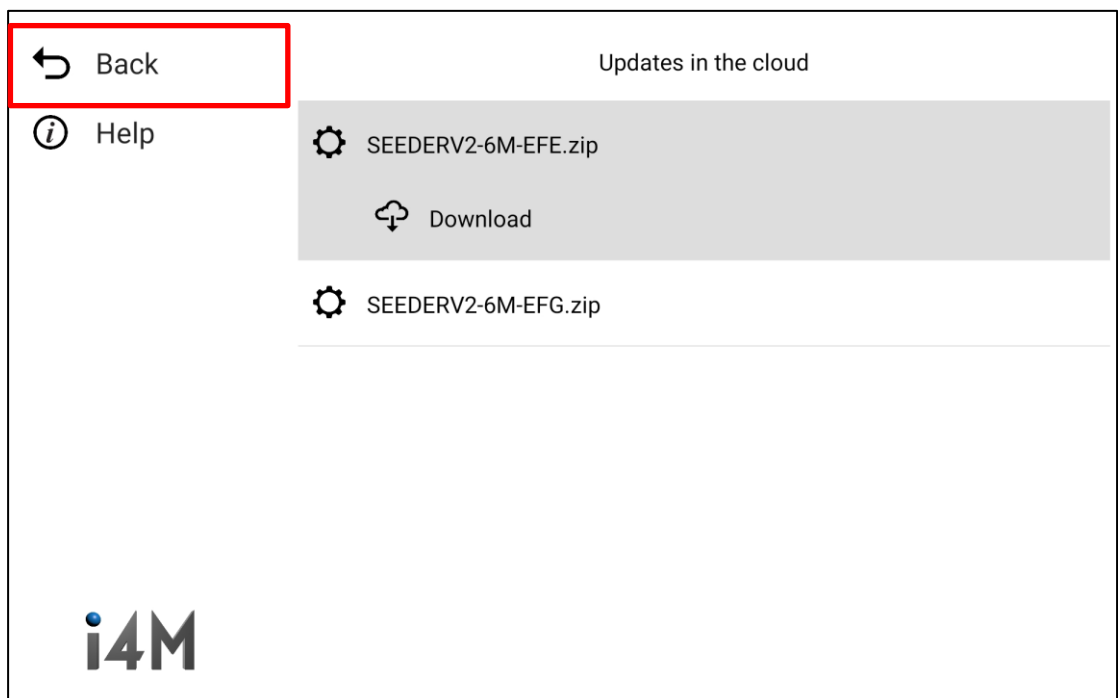 Back
Updates in the cloud
Help
SEEDERV2-6M-EFE.zip
Download
SEEDERV2-6M-EFG.zip
i4M